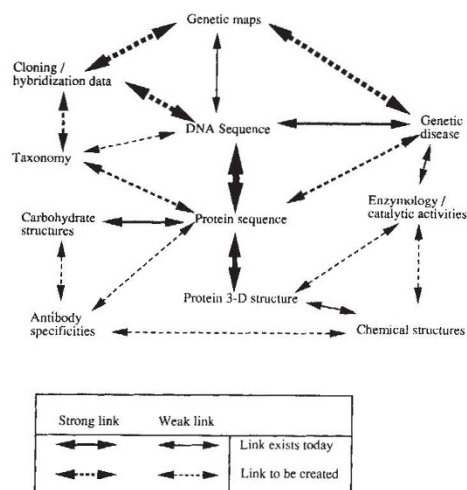 Genetic maps
Cloning /
hybridization data
DNA Sequence
Genetic
disease
Taxonomy
Enzymology /
catalytic activities
Carbohydrate
structures
Protein sequence
Protein 3-D structure
Antibody
specificities
Chemical structures
Strong link
Weak link
Link exists today
Link to be created